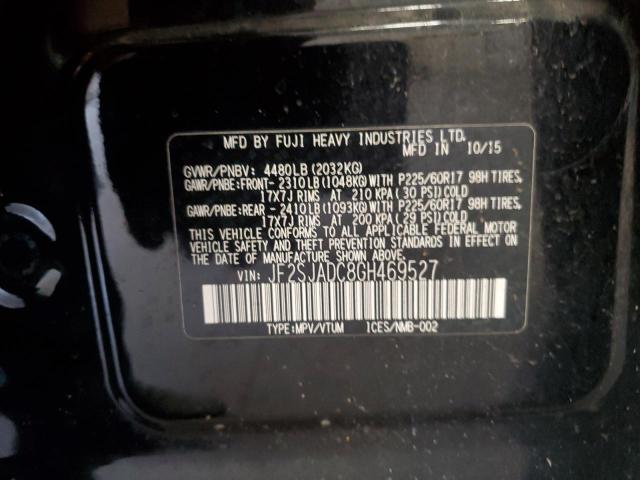 MFD BY FUJI HEAVY INDUSTRIES LTD.
MFD IN 10/15
GVWR/PNBV: 4480LB (2032KG)
GAWR/PNBE:FRONT- 2310LB (1048KG) WITH P225/60R17 98H TIRES,
17X7J RIMS AT 210 KPA ( 30 PSI) COLD
GAWR/PNBE:REAR - 2410LB (1093KG) WITH P225/60R17 98H TIRES,
17X7J RIMS AT 200 KPA ( 29 PSI) COLD
THIS VEHICLE CONFORMS TO ALL APPLICABLE FEDERAL MOTOR
VEHICLE SAFETY AND THEFT PREVENTION STANDARDS IN EFFECT
ON THE DATE OF MANUFACTURE SHOWN ABOVE.
VIN: JF2SJADC8GH469527
TYPE:MPV/VTUM ICES/NMB-002